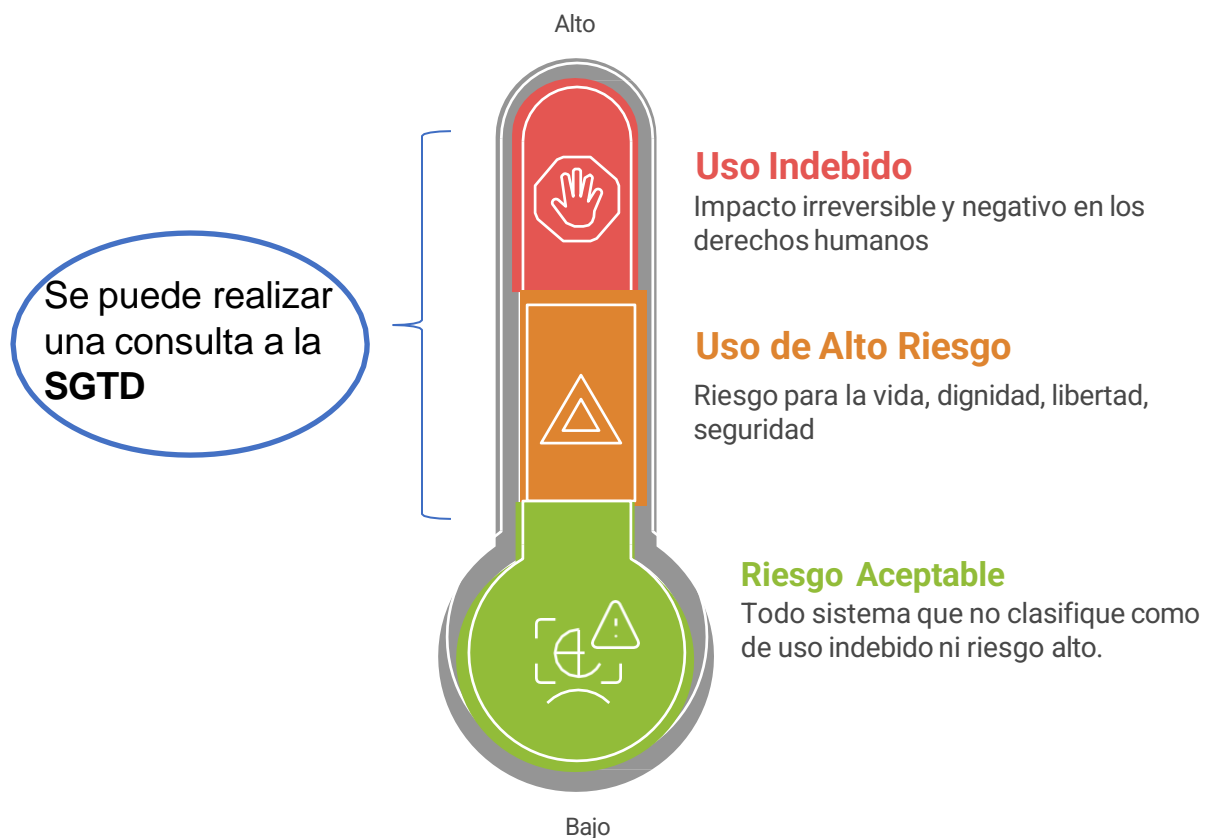 Alto
Uso Indebido
Impacto irreversible y negativo en los
derechos humanos
Se puede realizar
una consulta a la
SGTD
Uso de Alto Riesgo
Riesgo para la vida, dignidad, libertad,
seguridad
Riesgo Aceptable
Todo sistema que no clasifique como
de uso indebido ni riesgo alto.
Bajo